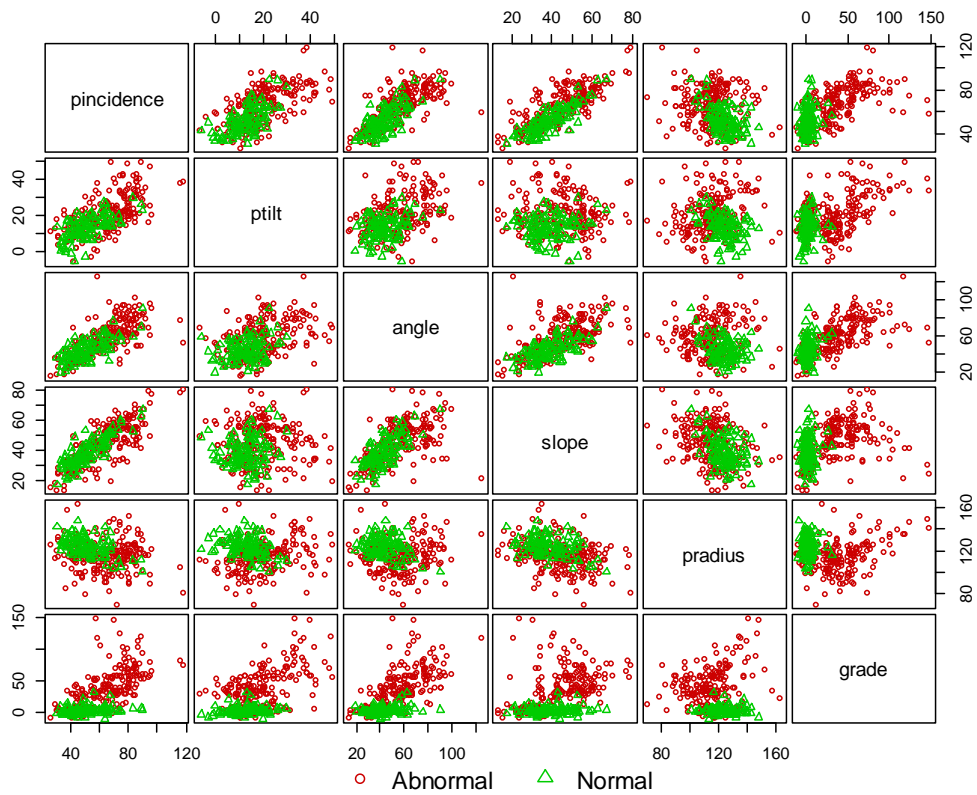 0 20 40 20 40 60 80 0 50 100 150
pincidence
40 80 120
0 20 40
ptilt
angle
20 60 100
20 40 60 80
slope
pradius
80 120 160
0 50 150
grade
40 80 120 20 60 100 80 120 160
Abnormal Normal